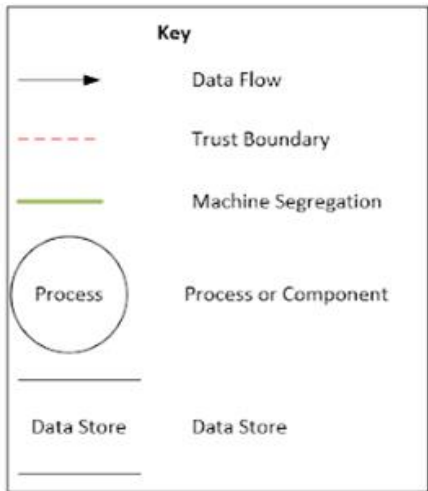 Key
Data Flow
Trust Boundary
Machine Segregation
Process Process or Component
Data Store Data Store